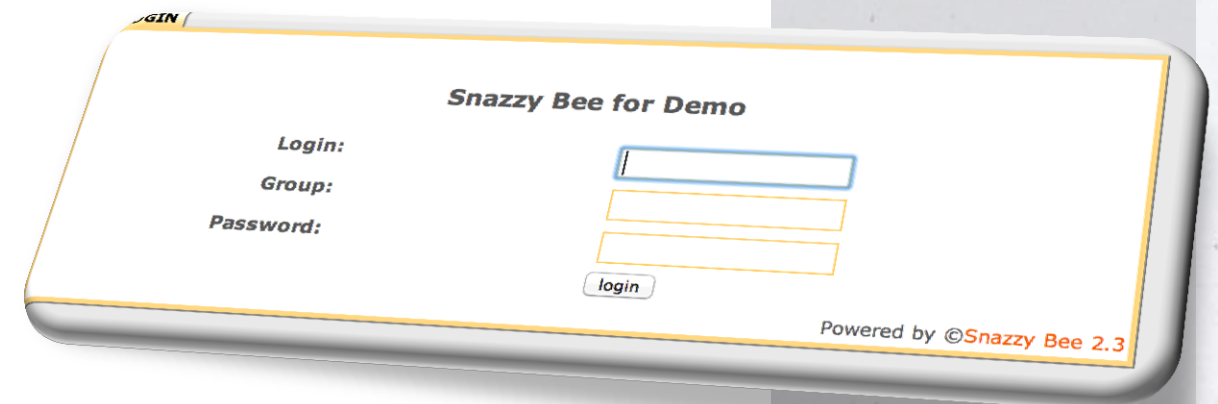 Snazzy Bee for Demo
Login:
Group:
Password:
login
Powered by ©Snazzy Bee 2.3